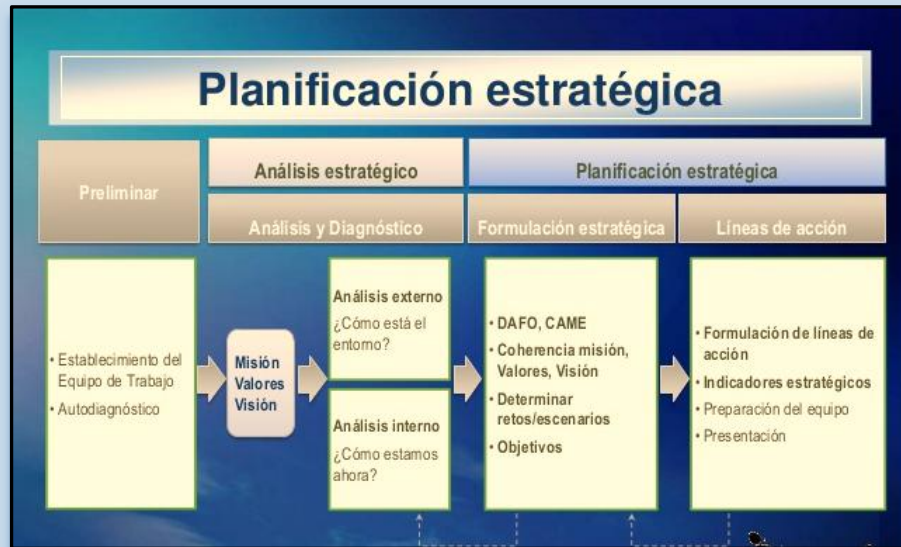 Planificación estratégica
Preliminar
Análisis estratégico
Planificación estratégica
Análisis y Diagnóstico
Formulación estratégica
Líneas de acción
• Establecimiento del
Equipo de Trabajo
• Autodiagnóstico
Misión
Valores
Visión
Análisis externo
¿Cómo está el
entorno?
Análisis interno
¿Cómo estamos
ahora?
• DAFO, CAME
• Coherencia misión,
Valores, Visión
• Determinar
retos/escenarios
• Objetivos
• Formulación de líneas de
acción
• Indicadores estratégicos
• Preparación del equipo
• Presentación